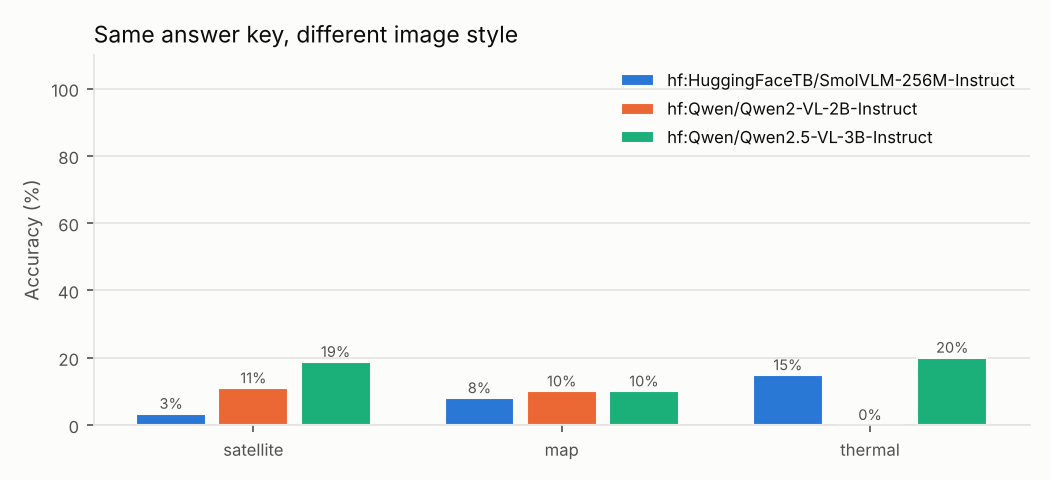 Same answer key, different image style
hf:HuggingFaceTB/SmolVLM-256M-Instruct
hf:Qwen/Qwen2-VL-2B-Instruct
hf:Qwen/Qwen2.5-VL-3B-Instruct
Accuracy (%)
100
80
60
40
20
0
3%
11%
19%
8%
10%
10%
15%
0%
20%
satellite
map
thermal